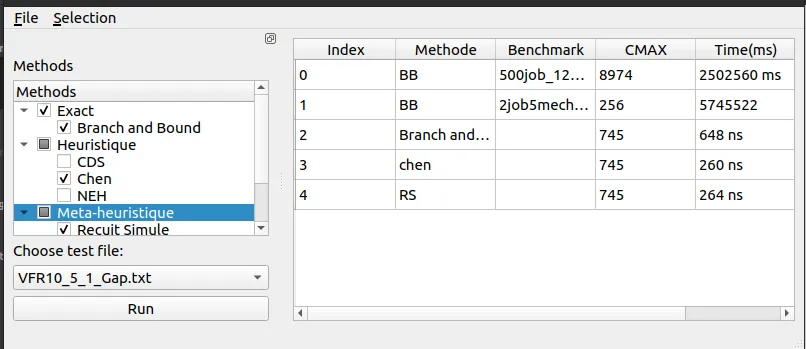 File Selection
Methods
Methods
Exact
Branch and Bound
Heuristique
CDS
Chen
NEH
Meta-heuristique
Recuit Simule
Choose test file:
VFR10_5_1_Gap.txt
Run
Index Methode Benchmark CMAX Time(ms)
0 BB 500job_12... 8974 2502560 ms
1 BB 2job5mech... 256 5745522
2 Branch and... 745 648 ns
3 chen 745 260 ns
4 RS 745 264 ns